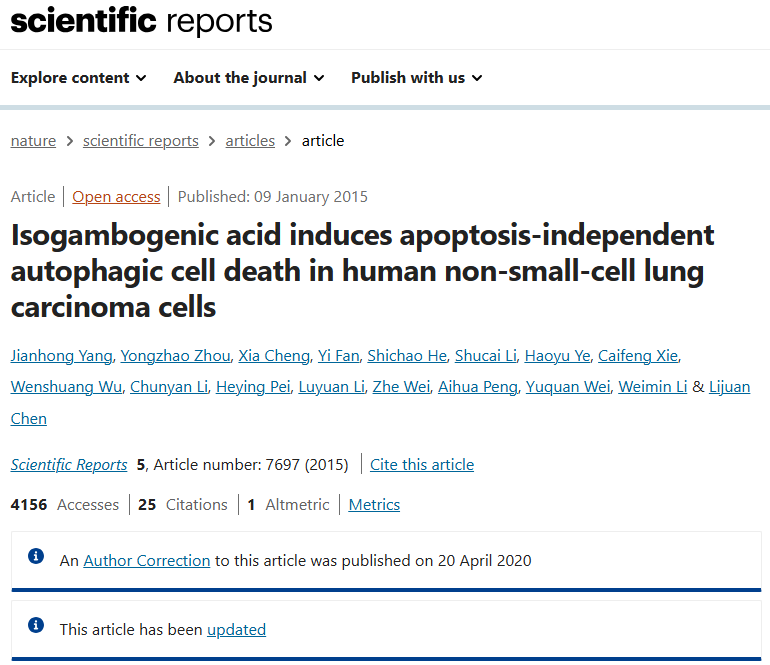 scientific reports
Explore content About the journal Publish with us
nature > scientific reports > articles > article
Article | Open access | Published: 09 January 2015
Isogambogenic acid induces apoptosis-independent
autophagic cell death in human non-small-cell lung
carcinoma cells
Jianhong Yang, Yongzhao Zhou, Xia Cheng, Yi Fan, Shichao He, Shucai Li, Haoyu Ye, Caifeng Xie,
Wenshuang Wu, Chunyan Li, Heying Pei, Luyuan Li, Zhe Wei, Aihua Peng, Yuquan Wei, Weimin Li & Lijuan
Chen
Scientific Reports 5, Article number: 7697 (2015) | Cite this article
4156 Accesses | 25 Citations | 1 Altmetric | Metrics
An Author Correction to this article was published on 20 April 2020
This article has been updated